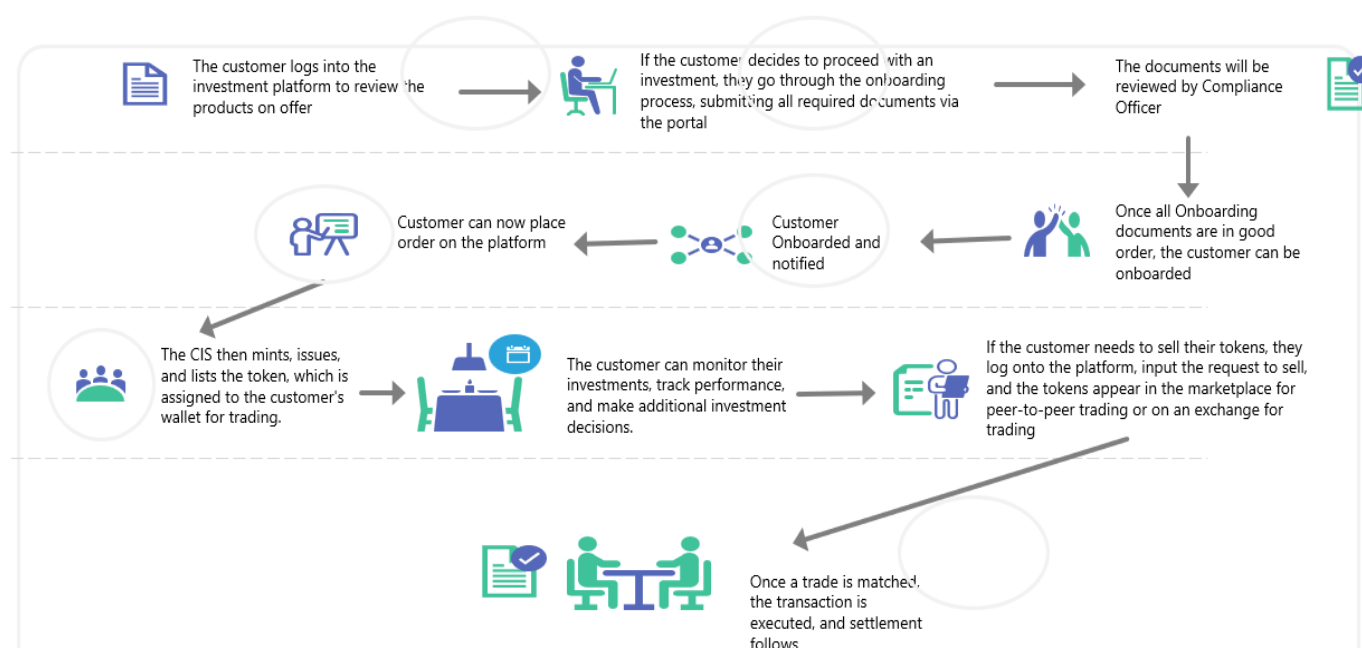 The customer logs into the
investment platform to review the
products on offer
If the customer decides to proceed with an
investment, they go through the onboarding
process, submitting all required documents via
the portal
The documents will be
reviewed by Compliance
Officer
Once all Onboarding
documents are in good
order, the customer can be
onboarded
Customer
Onboarded and
notified
Customer can now place
order on the platform
The CIS then mints, issues,
and lists the token, which is
assigned to the customer's
wallet for trading.
The customer can monitor their
investments, track performance,
and make additional investment
decisions.
If the customer needs to sell their tokens, they
log onto the platform, input the request to sell,
and the tokens appear in the marketplace for
peer-to-peer trading or on an exchange for
trading
Once a trade is matched,
the transaction is
executed, and settlement
follows